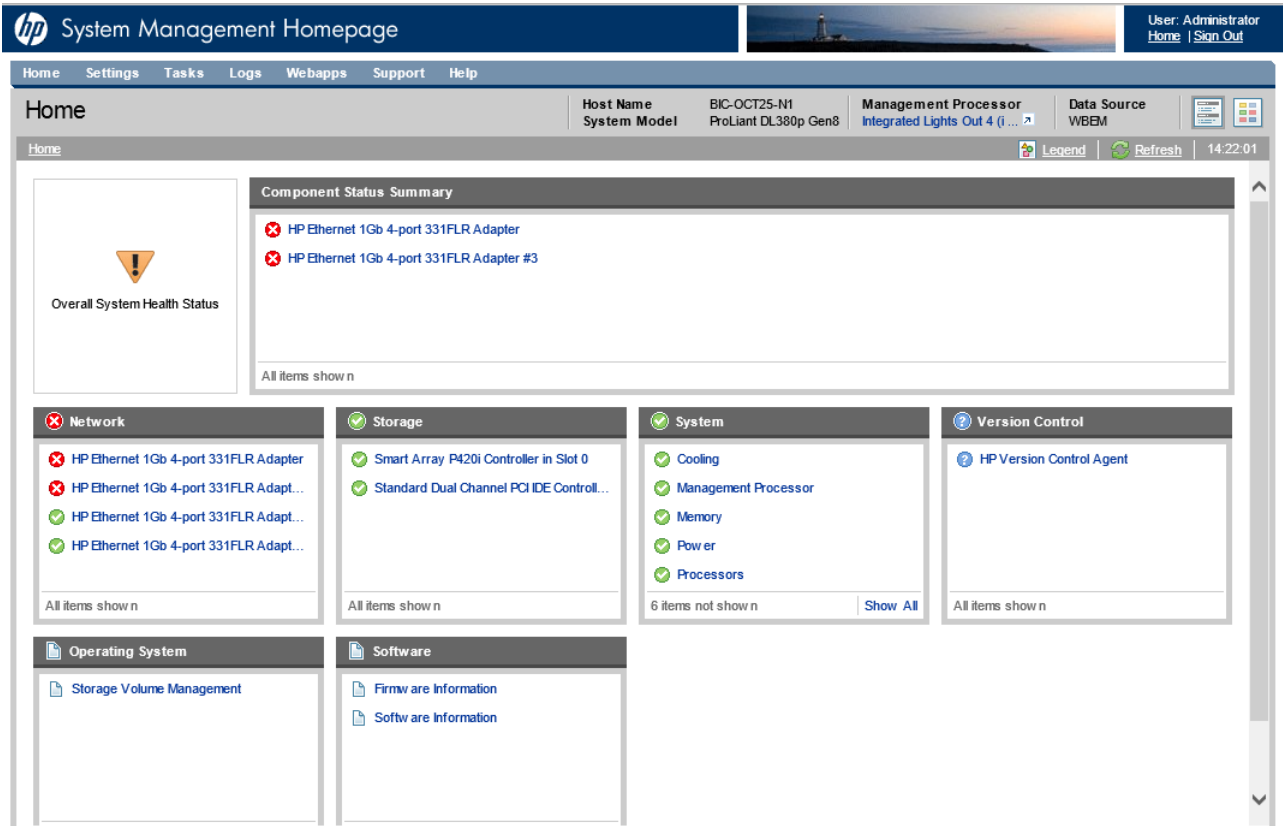 hp System Management Homepage
User: Administrator
Home | Sign Out
Home Settings Tasks Logs Webapps Support Help
Home
Host Name BIC-OCT25-N1
System Model ProLiant DL380p Gen8
Management Processor
Integrated Lights Out 4 (i ...
Data Source
WBEM
Home
Legend Refresh 14:22:01
Overall System Health Status
Component Status Summary
HP Ethernet 1Gb 4-port 331FLR Adapter
HP Ethernet 1Gb 4-port 331FLR Adapter #3
All items shown
Network
HP Ethernet 1Gb 4-port 331FLR Adapter
HP Ethernet 1Gb 4-port 331FLR Adapt...
HP Ethernet 1Gb 4-port 331FLR Adapt...
HP Ethernet 1Gb 4-port 331FLR Adapt...
All items shown
Storage
Smart Array P420i Controller in Slot 0
Standard Dual Channel PCI IDE Controll...
All items shown
System
Cooling
Management Processor
Memory
Power
Processors
6 items not shown Show All
Version Control
HP Version Control Agent
All items shown
Operating System
Storage Volume Management
Software
Firmware Information
Software Information